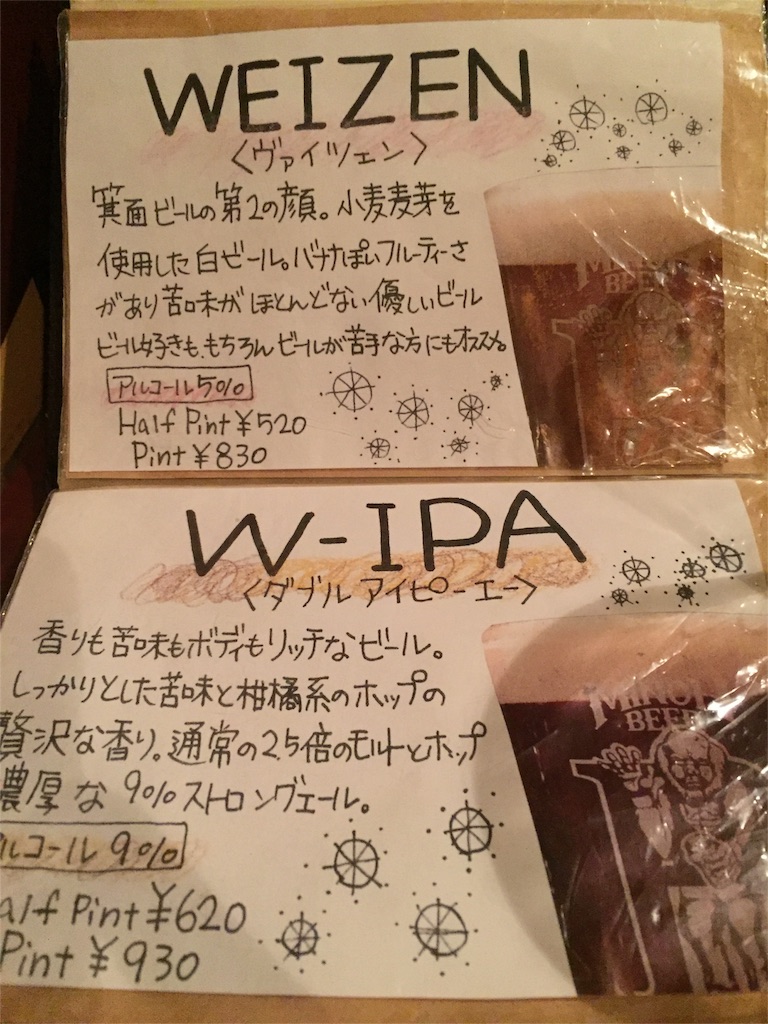 WEIZEN
〈ヴァイツェン〉
箕面ビールの第2の顔。小麦麦芽を
使用した白ビール。バナナぽいフルーティーさ
があり苦味がほとんどない優しいビール
ビール好きも、もちろんビールが苦手な方にもオススメ。
アルコール5%
Half Pint ¥520
Pint ¥830
MINOH
BEER
W-IPA
〈ダブルアイピーエー〉
香りも苦味もボディもリッチなビール。
しっかりとした苦味と柑橘系のホップの
贅沢な香り。通常の2.5倍のモルトとホップ
濃厚な9%ストロングエール。
アルコール9%
alf Pint ¥620
Pint ¥930
MINOH
BEER